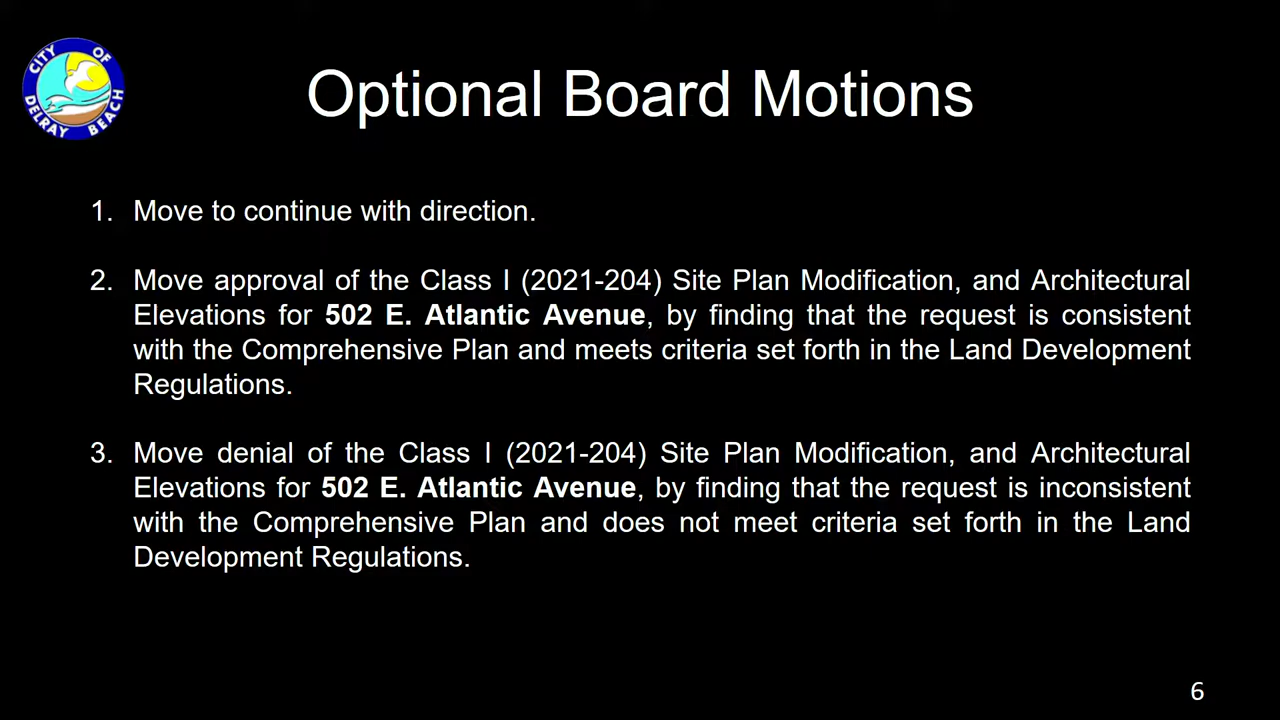 CITY OF
DELRAY BEACH
Optional Board Motions
1. Move to continue with direction.
2. Move approval of the Class I (2021-204) Site Plan Modification, and Architectural
Elevations for 502 E. Atlantic Avenue, by finding that the request is consistent
with the Comprehensive Plan and meets criteria set forth in the Land Development
Regulations.
3. Move denial of the Class I (2021-204) Site Plan Modification, and Architectural
Elevations for 502 E. Atlantic Avenue, by finding that the request is inconsistent
with the Comprehensive Plan and does not meet criteria set forth in the Land
Development Regulations.
6